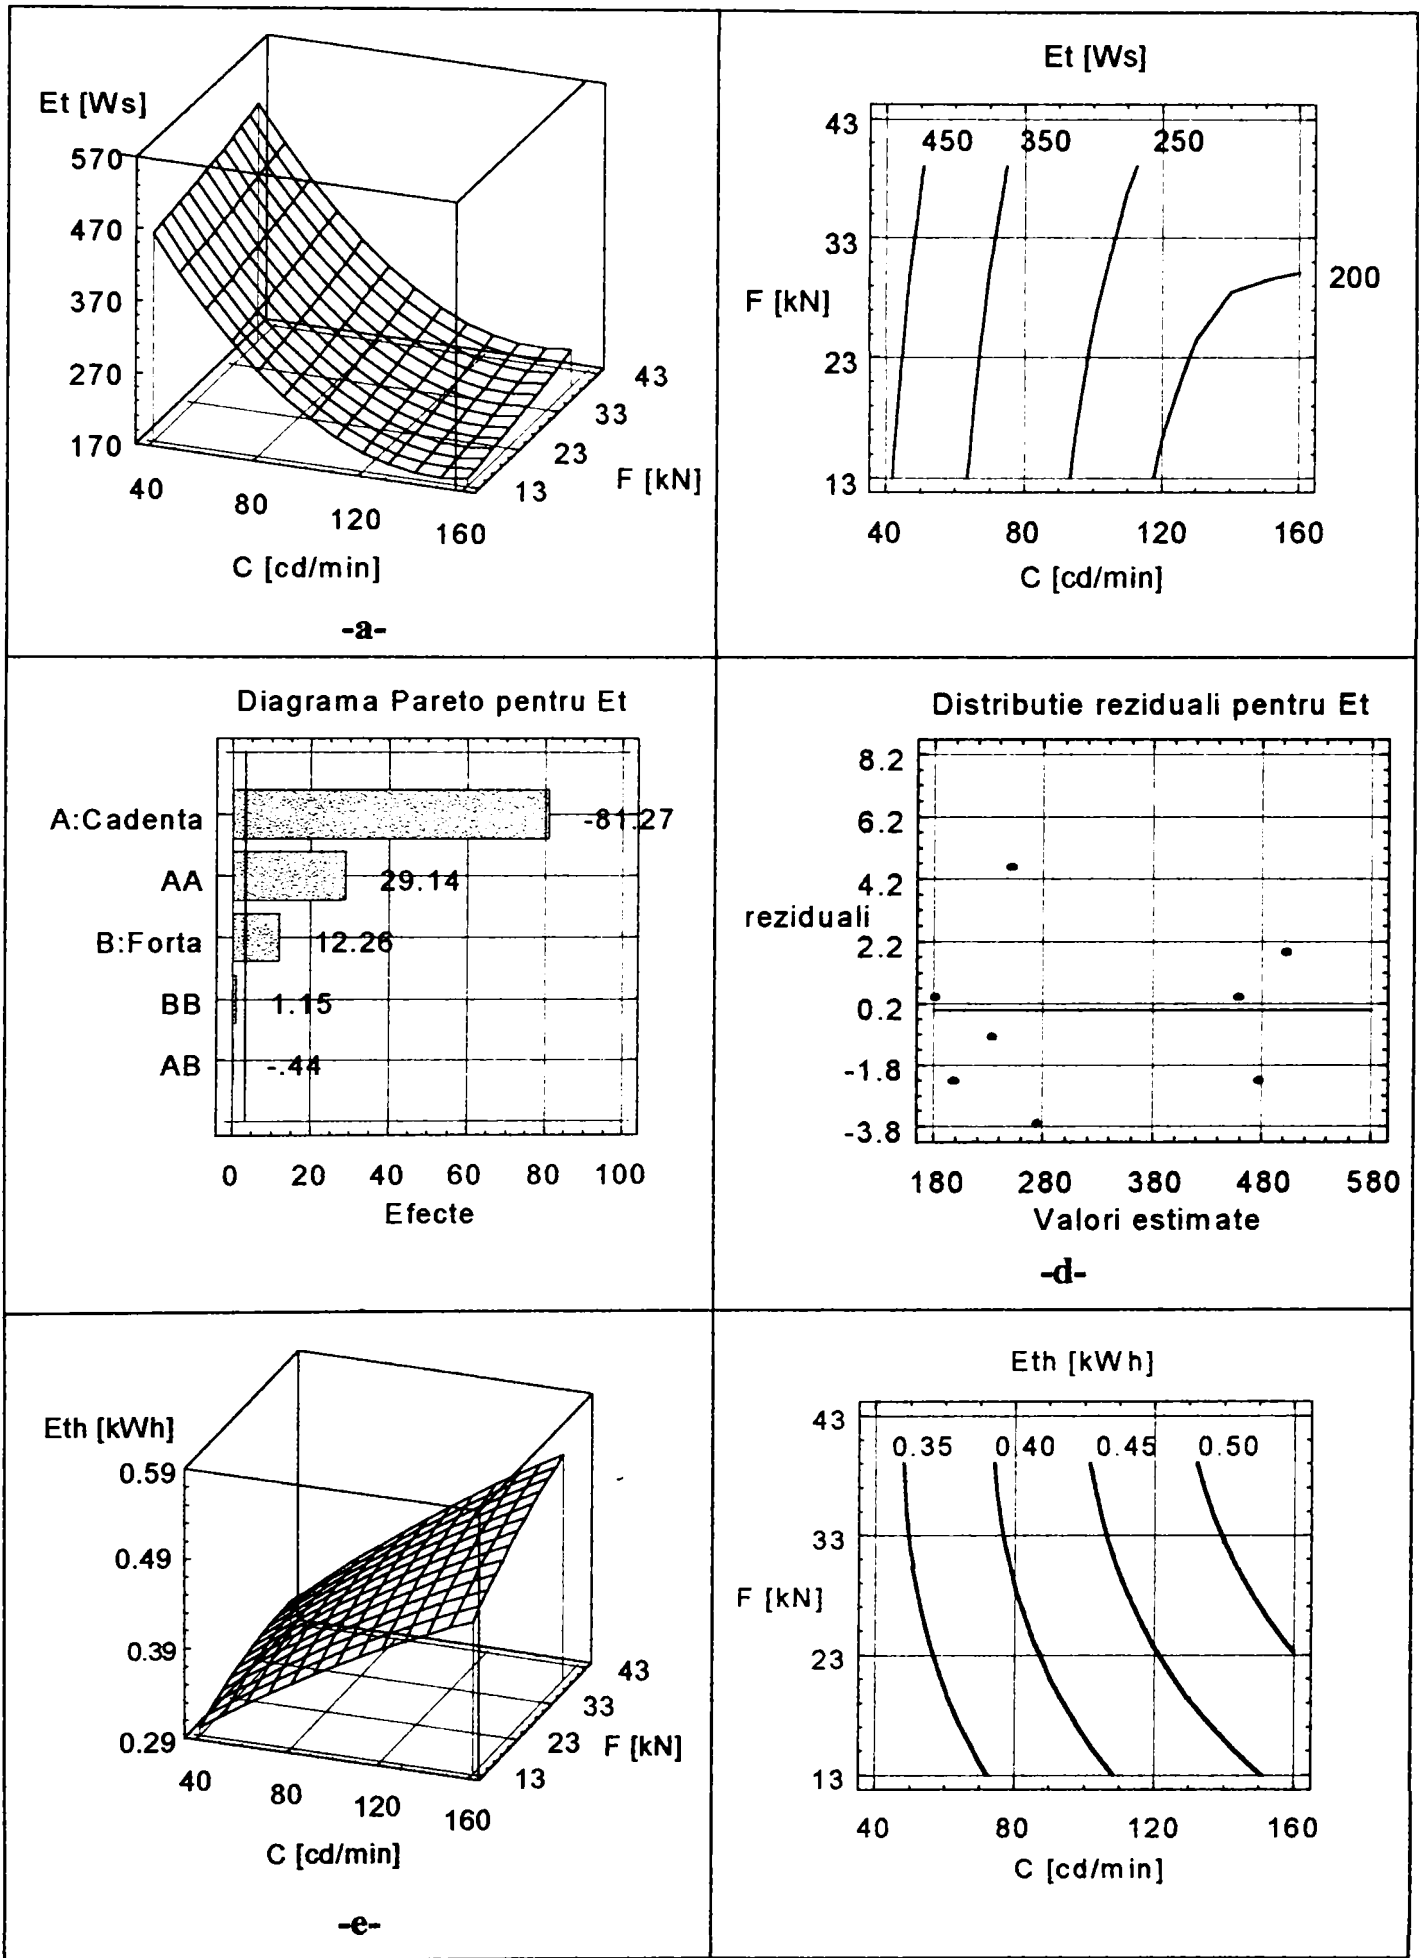 Et [Ws]
570
470
370
270
170
40
80
120
160
C [cd/min]
13
23
33
43
F [kN]
-a-
Et [Ws]
450
350
250
200
43
33
23
13
F [kN]
40
80
120
160
C [cd/min]
Diagrama Pareto pentru Et
A:Cadenta
-81.27
AA
29.14
B:Forta
12.26
BB
1.15
AB
-.44
0
20
40
60
80
100
Efecte
Distributie reziduali pentru Et
8.2
6.2
4.2
reziduali
2.2
0.2
-1.8
-3.8
180
280
380
480
580
Valori estimate
-d-
Eth [kWh]
0.59
0.49
0.39
0.29
40
80
120
160
C [cd/min]
13
23
33
43
F [kN]
-e-
Eth [kWh]
0.35
0.40
0.45
0.50
43
33
F [kN]
23
13
40
80
120
160
C [cd/min]